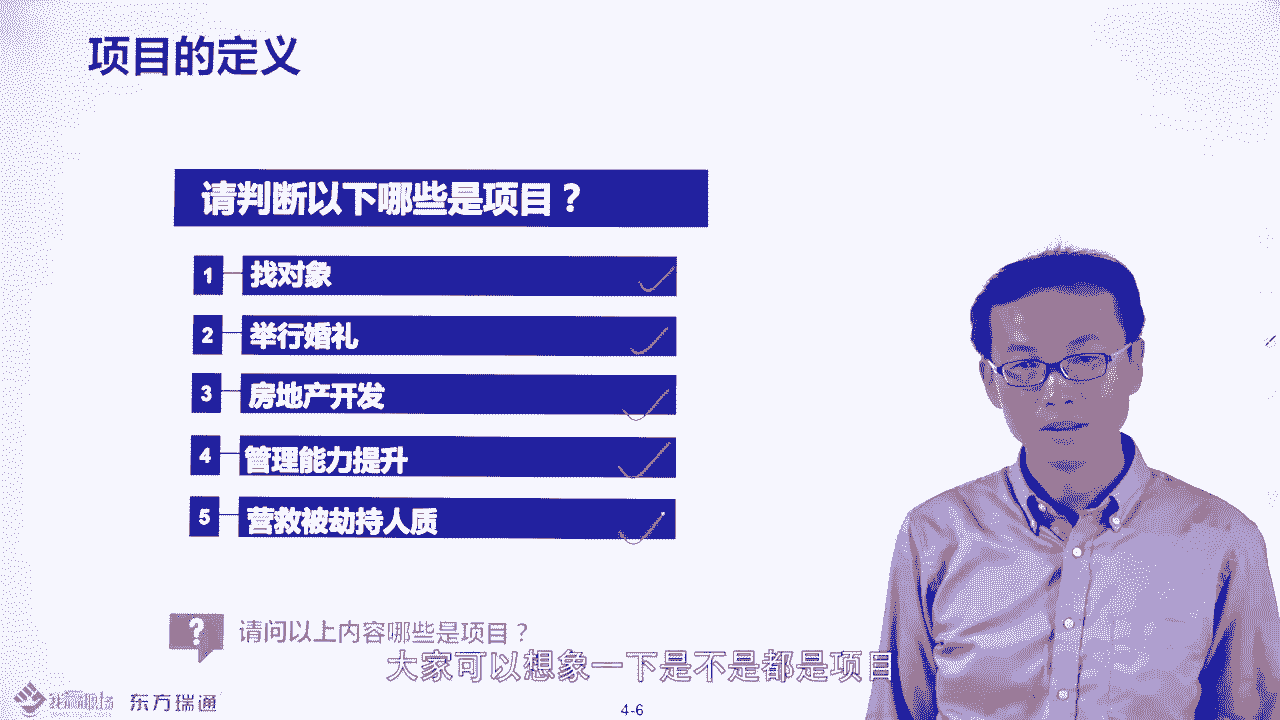 项目的定义
请判断以下哪些是项目？
1 找对象
2 举行婚礼
3 房地产开发
4 管理能力提升
5 营救被劫持人质
? 请问以上内容哪些是项目？
大家可以想象一下是不是都是项目
东方瑞通
4-6